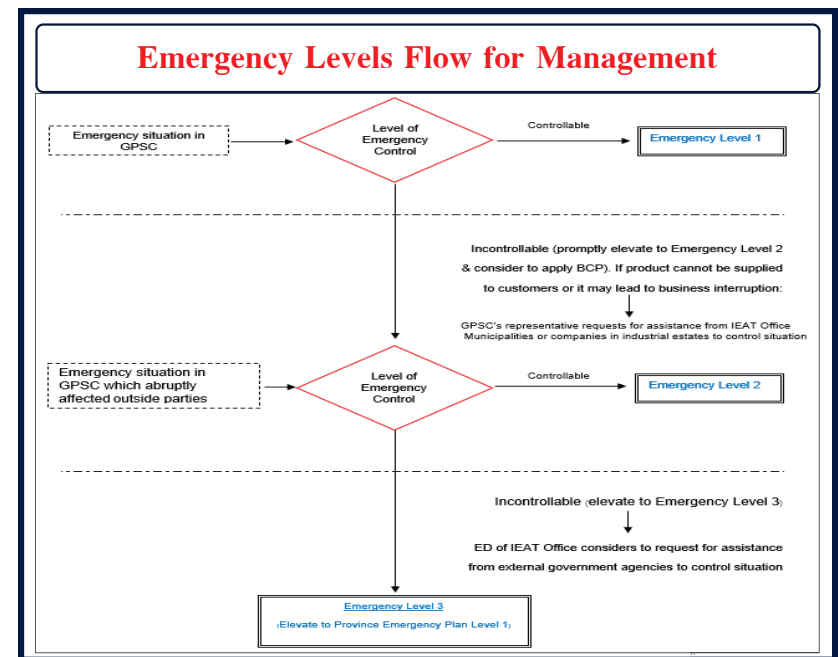 Emergency Levels Flow for Management
Emergency situation in
GPSC
Level of
Emergency
Control
Controllable
Emergency Level 1
Incontrollable (promptly elevate to Emergency Level 2
& consider to apply BCP). If product cannot be supplied
to customers or it may lead to business interruption:
GPSC's representative requests for assistance from IEAT Office
Municipalities or companies in industrial estates to control situation
Emergency situation in
GPSC which abruptly
affected outside parties
Level of
Emergency
Control
Controllable
Emergency Level 2
Incontrollable (elevate to Emergency Level 3)
ED of IEAT Office considers to request for assistance
from external government agencies to control situation
Emergency Level 3
(Elevate to Province Emergency Plan Level 1)